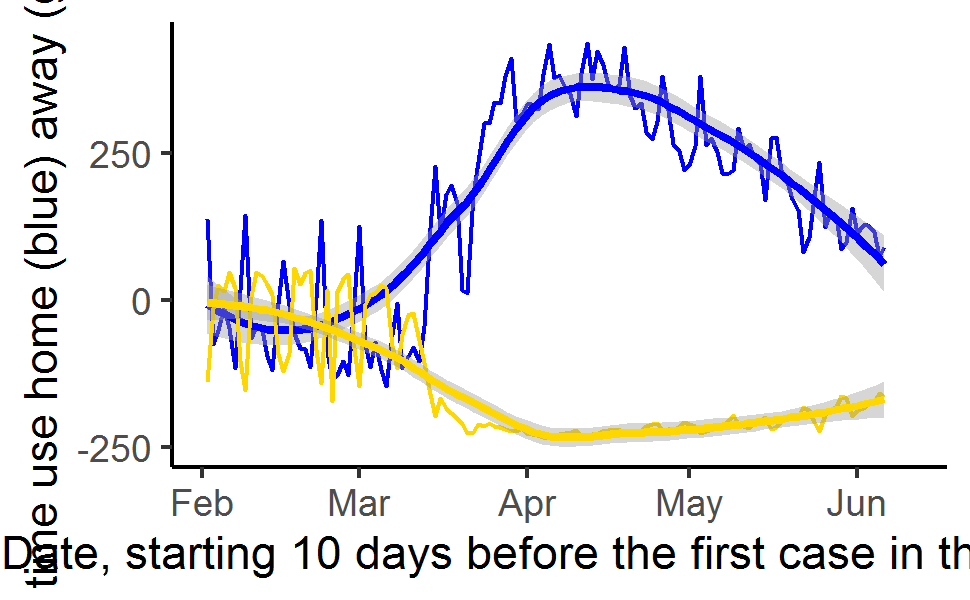 time use home (blue) away (
250
0
-250
Feb Mar Apr May Jun
Date, starting 10 days before the first case in th